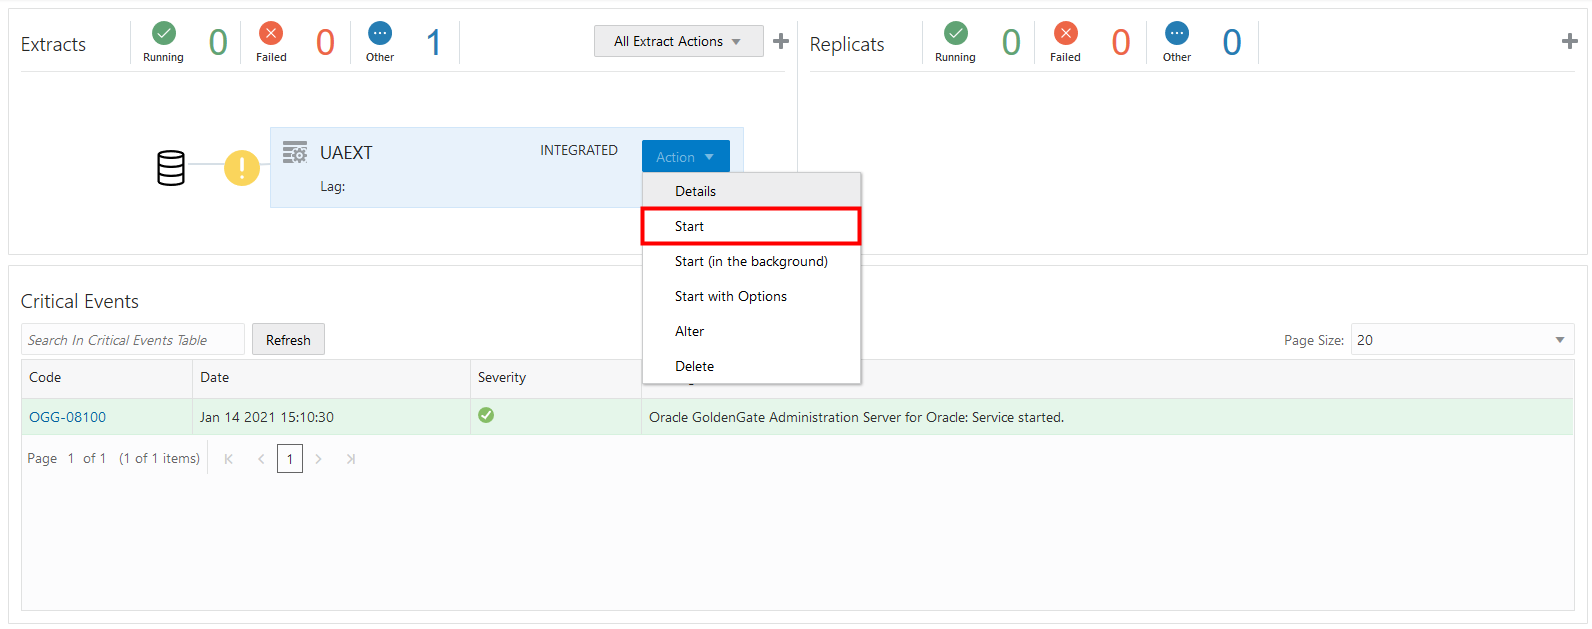 Extracts
Running
0
Failed
0
Other
1
All Extract Actions
Replicats
Running
0
Failed
0
Other
0
UAEXT
INTEGRATED
Action
Lag:
Details
Start
Start (in the background)
Start with Options
Alter
Delete
Critical Events
Search In Critical Events Table
Refresh
Page Size:
20
Code Date Severity
OGG-08100 Jan 14 2021 15:10:30 Oracle GoldenGate Administration Server for Oracle: Service started.
Page 1 of 1 (1 of 1 items) 1